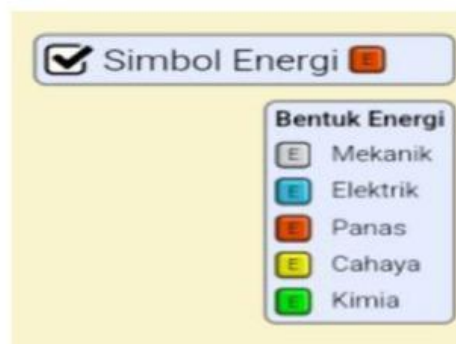 Simbol Energi E
Bentuk Energi
E Mekanik
E Elektrik
E Panas
E Cahaya
E Kimia